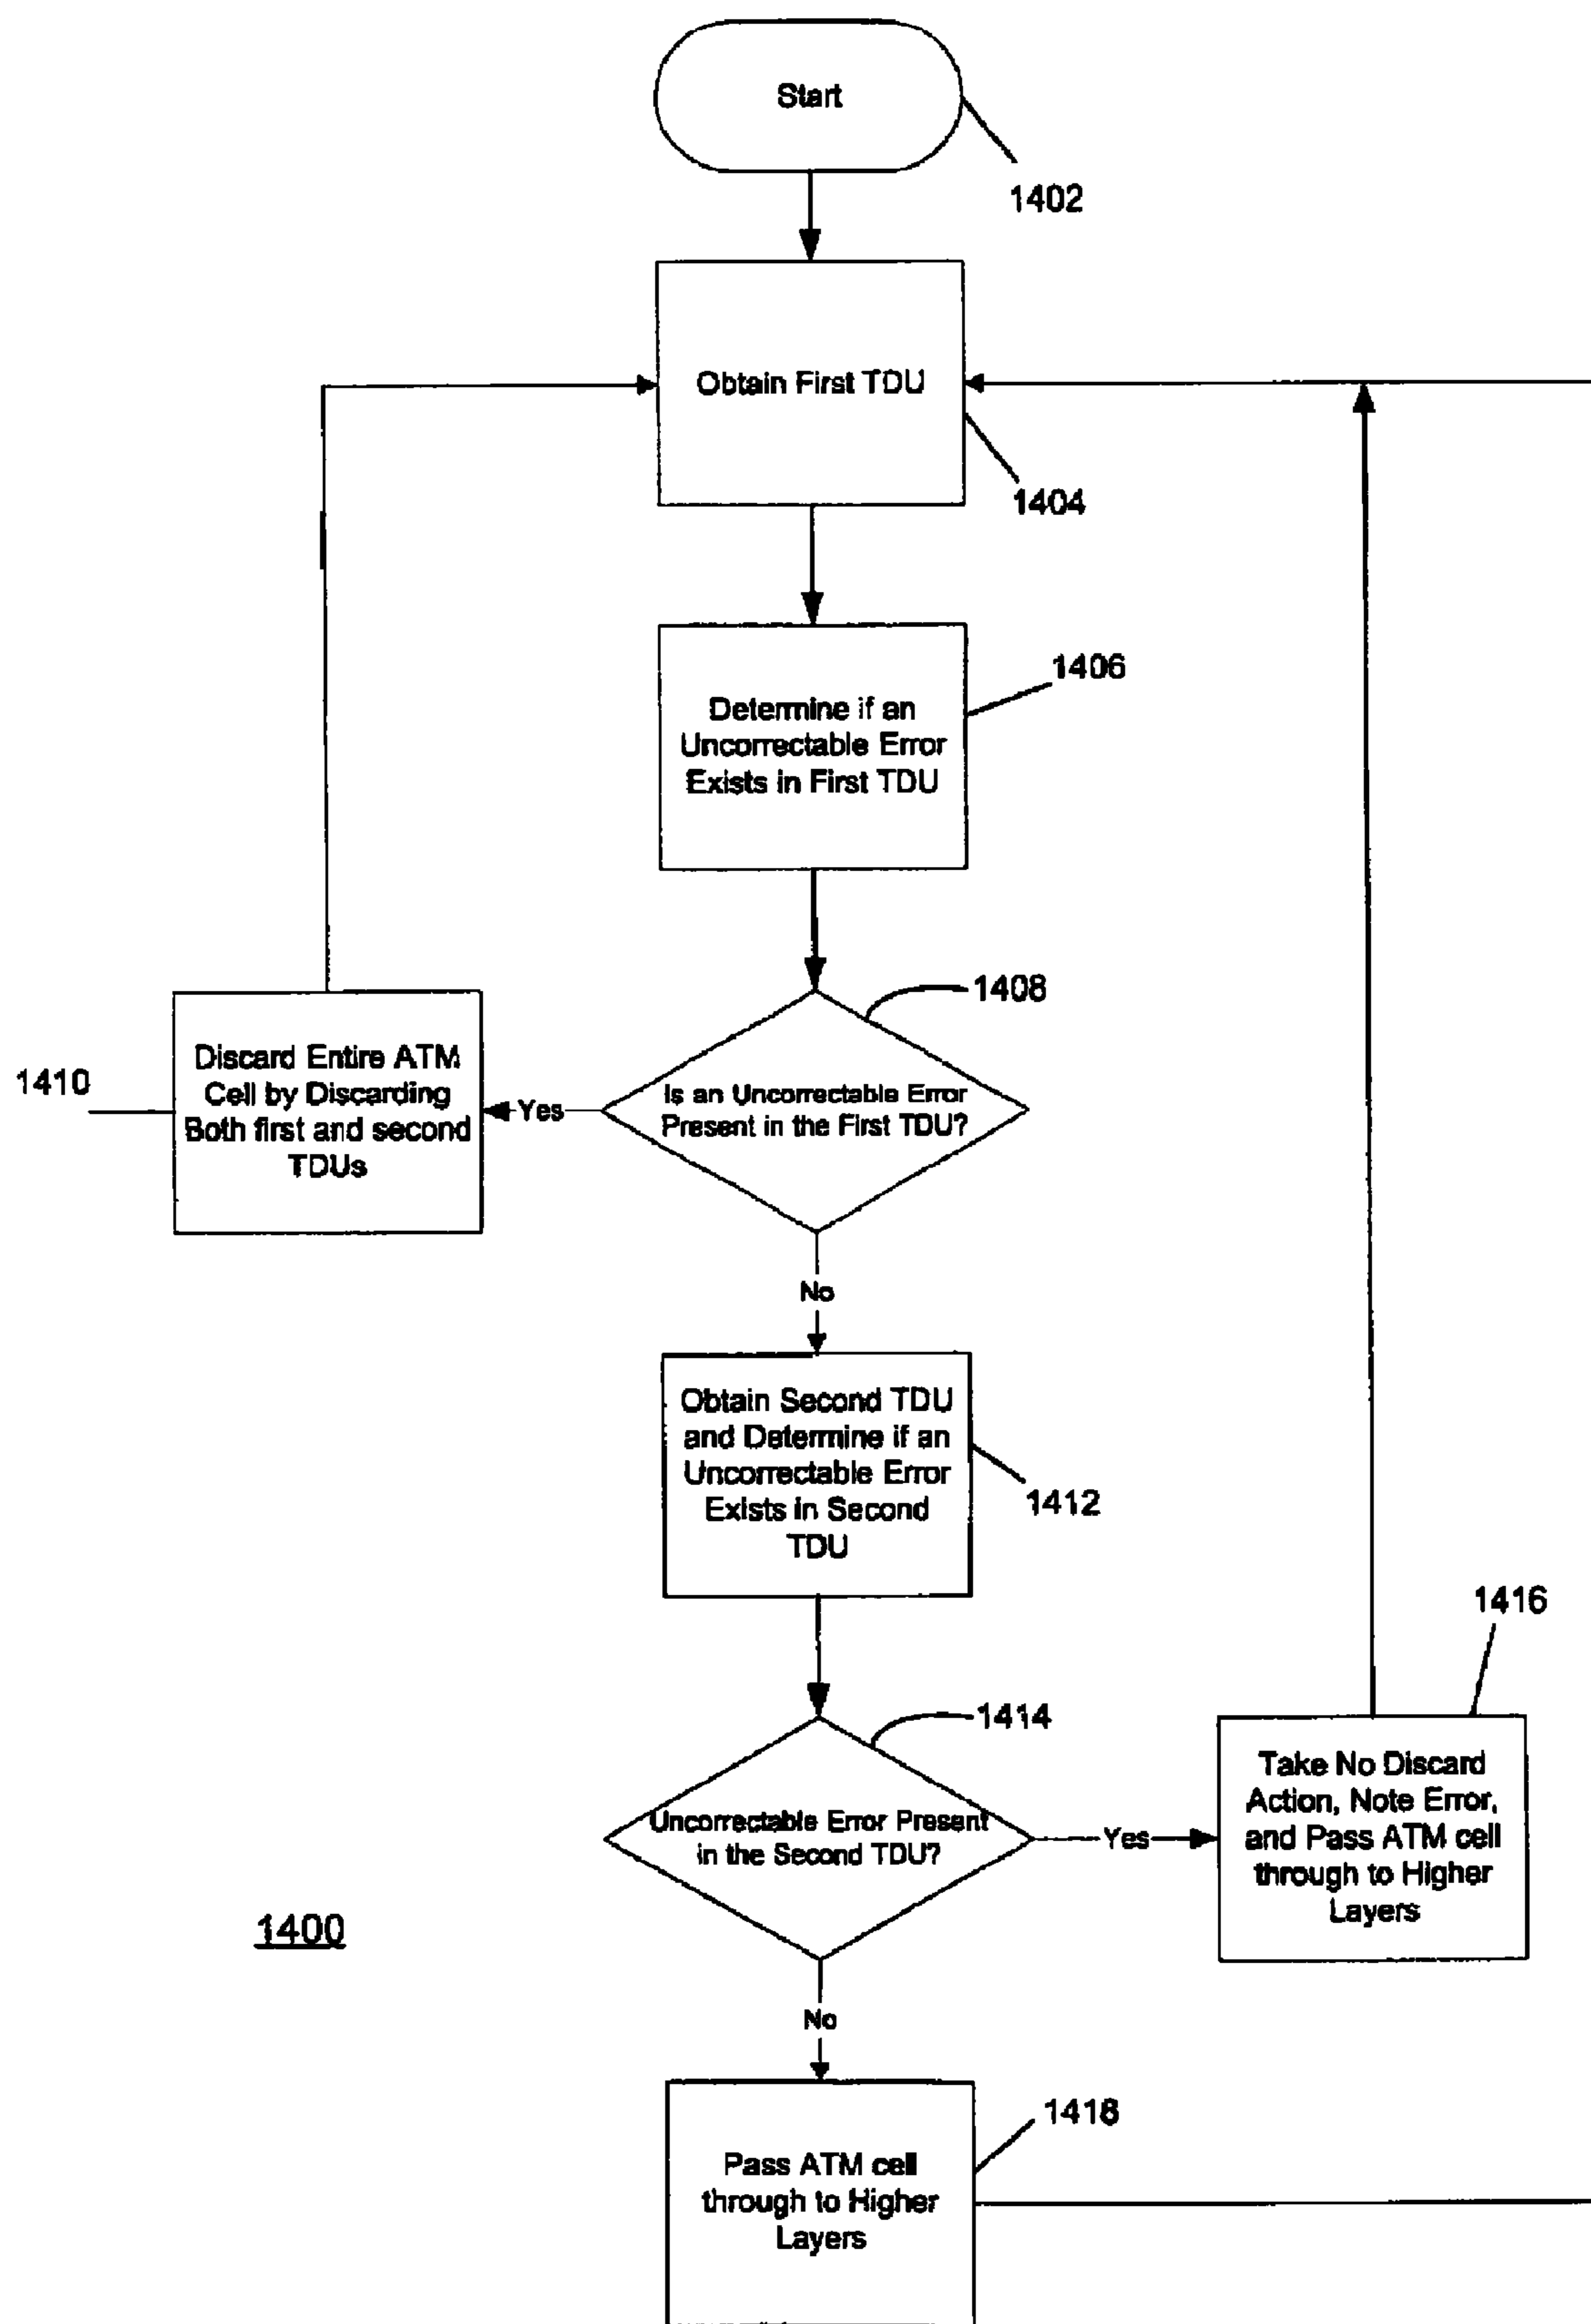 Start
1402
Obtain First TDU
1404
1406
Determine if an
Uncorrectable Error
Exists in First TDU
1408
Discard Entire ATM
Cell by Discarding
Both first and second
TDUs
1410
Yes
Is an Uncorrectable Error
Present in the First TDU?
No
Obtain Second TDU
and Determine if an
Uncorrectable Error
Exists in Second
TDU
1412
1416
1414
Uncorrectable Error Present
in the Second TDU?
Yes
Take No Discard
Action, Note Error,
and Pass ATM cell
through to Higher
Layers
1400
No
1418
Pass ATM cell
through to Higher
Layers